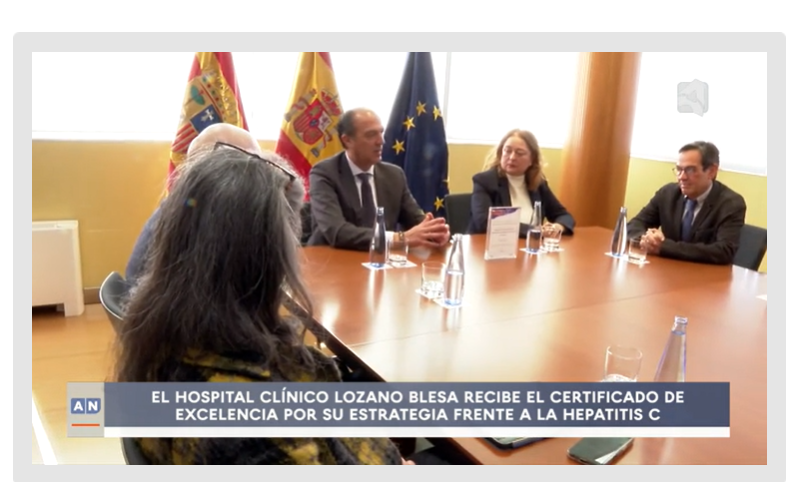 AN
EL HOSPITAL CLÍNICO LOZANO BLESA RECIBE EL CERTIFICADO DE
EXCELENCIA POR SU ESTRATEGIA FRENTE A LA HEPATITIS C